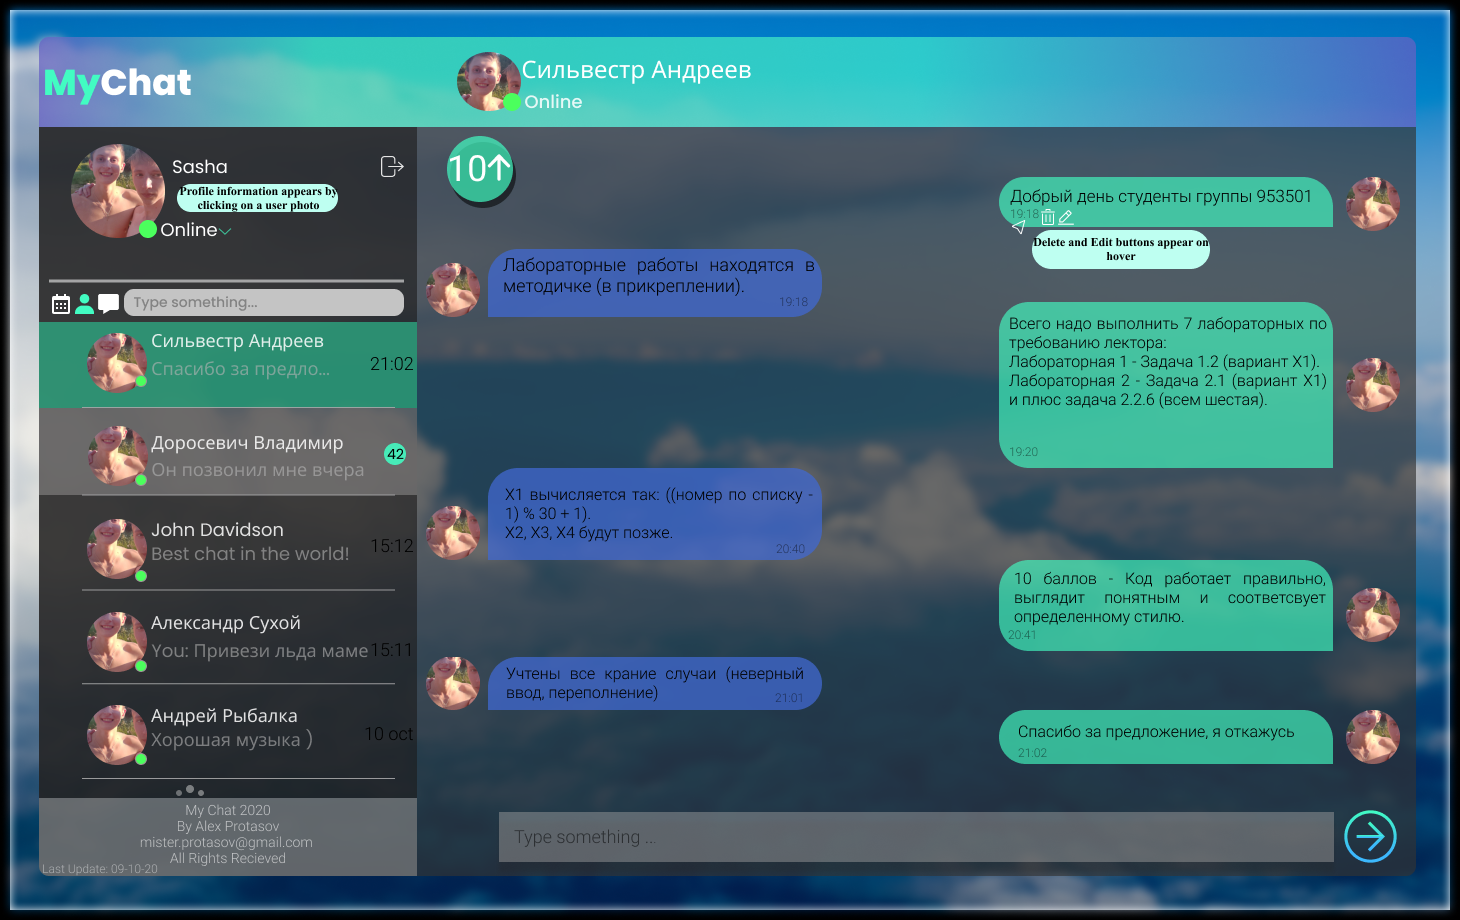 MyChat
Сильвестр Андреев
Online
Sasha
Profile information appears by
clicking on a user photo
Online
Type something...
Сильвестр Андреев
Спасибо за предло...
21:02
Доросевич Владимир
Он позвонил мне вчера
42
John Davidson
Best chat in the world!
15:12
Александр Сухой
You: Привези льда маме
15:11
Андрей Рыбалка
Хорошая музыка )
10 oct
My Chat 2020
By Alex Protasov
mister.protasov@gmail.com
All Rights Recieved
Last Update: 09-10-20
10↑
Добрый день студенты группы 953501
19:18
Delete and Edit buttons appear on
hover
Лабораторные работы находятся в
методичке (в прикреплении).
19:18
Всего надо выполнить 7 лабораторных по
требованию лектора:
Лабораторная 1 - Задача 1.2 (вариант X1).
Лабораторная 2 - Задача 2.1 (вариант X1)
и плюс задача 2.2.6 (всем шестая).
19:20
X1 вычисляется так: ((номер по списку -
1) % 30 + 1).
X2, X3, X4 будут позже.
20:40
10 баллов - Код работает правильно,
выглядит понятным и соответсвует
определенному стилю.
20:41
Учтены все крание случаи (неверный
ввод, переполнение)
21:01
Спасибо за предложение, я откажусь
21:02
Type something ...